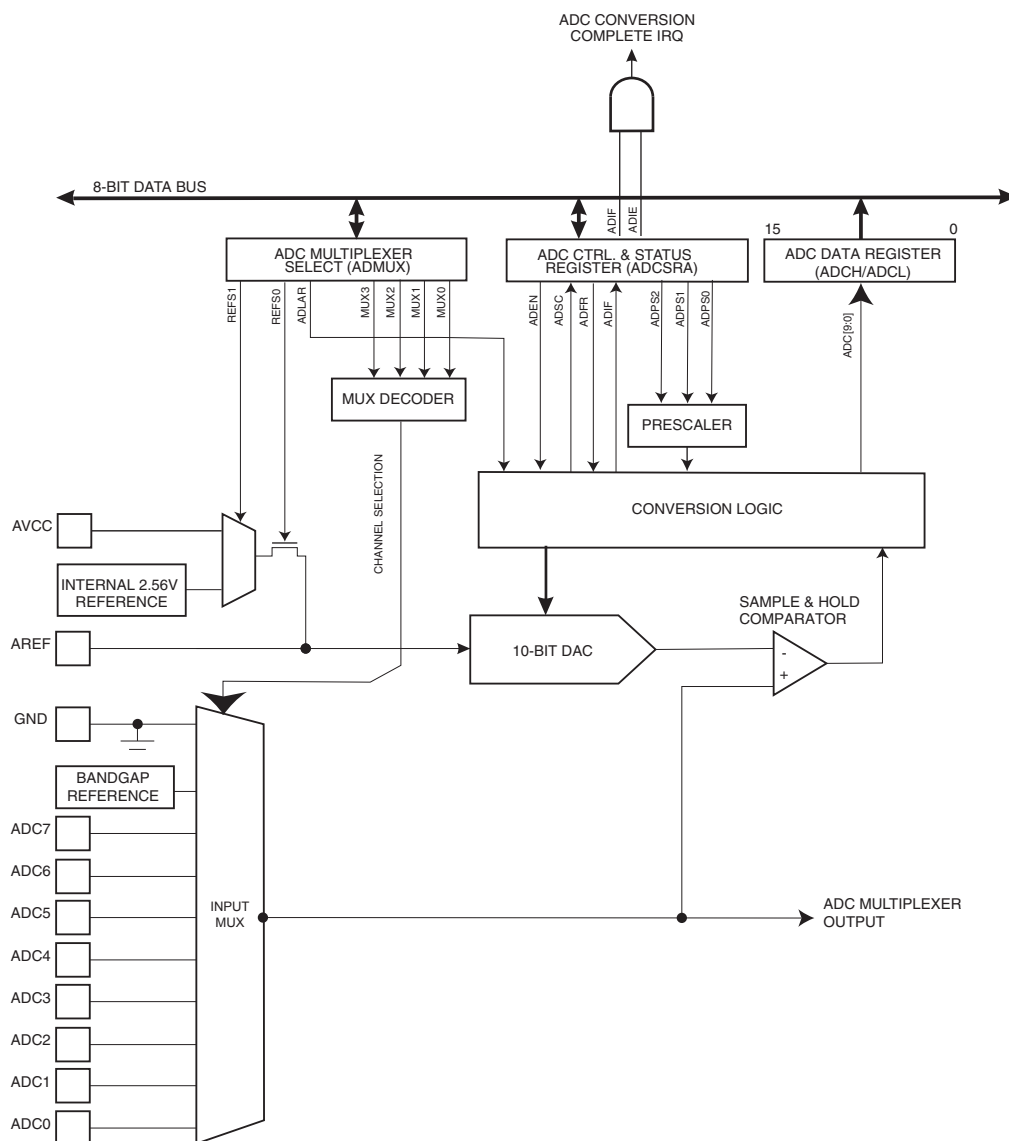 ADC CONVERSION
COMPLETE IRQ
8-BIT DATA BUS
ADIF
ADIE
15
0
ADC MULTIPLEXER
SELECT (ADMUX)
ADC CTRL. & STATUS
REGISTER (ADCSRA)
ADC DATA REGISTER
(ADCH/ADCL)
REFS1
REFS0
ADLAR
MUX3
MUX2
MUX1
MUX0
ADEN
ADSC
ADFR
ADIF
ADPS2
ADPS1
ADPS0
ADC[9:0]
MUX DECODER
PRESCALER
CHANNEL SELECTION
CONVERSION LOGIC
AVCC
INTERNAL 2.56V
REFERENCE
SAMPLE & HOLD
COMPARATOR
AREF
10-BIT DAC
-
+
GND
BANDGAP
REFERENCE
ADC7
ADC6
ADC5
INPUT
MUX
ADC MULTIPLEXER
OUTPUT
ADC4
ADC3
ADC2
ADC1
ADC0